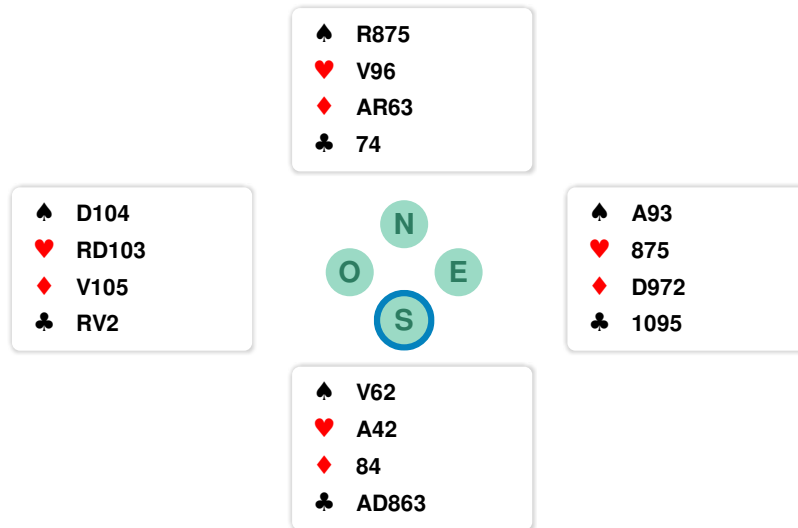 ♠ R875
♥ V96
♦ AR63
♣ 74
♠ D104
♥ RD103
♦ V105
♣ RV2
N
O E
S
♠ A93
♥ 875
♦ D972
♣ 1095
♠ V62
♥ A42
♦ 84
♣ AD863